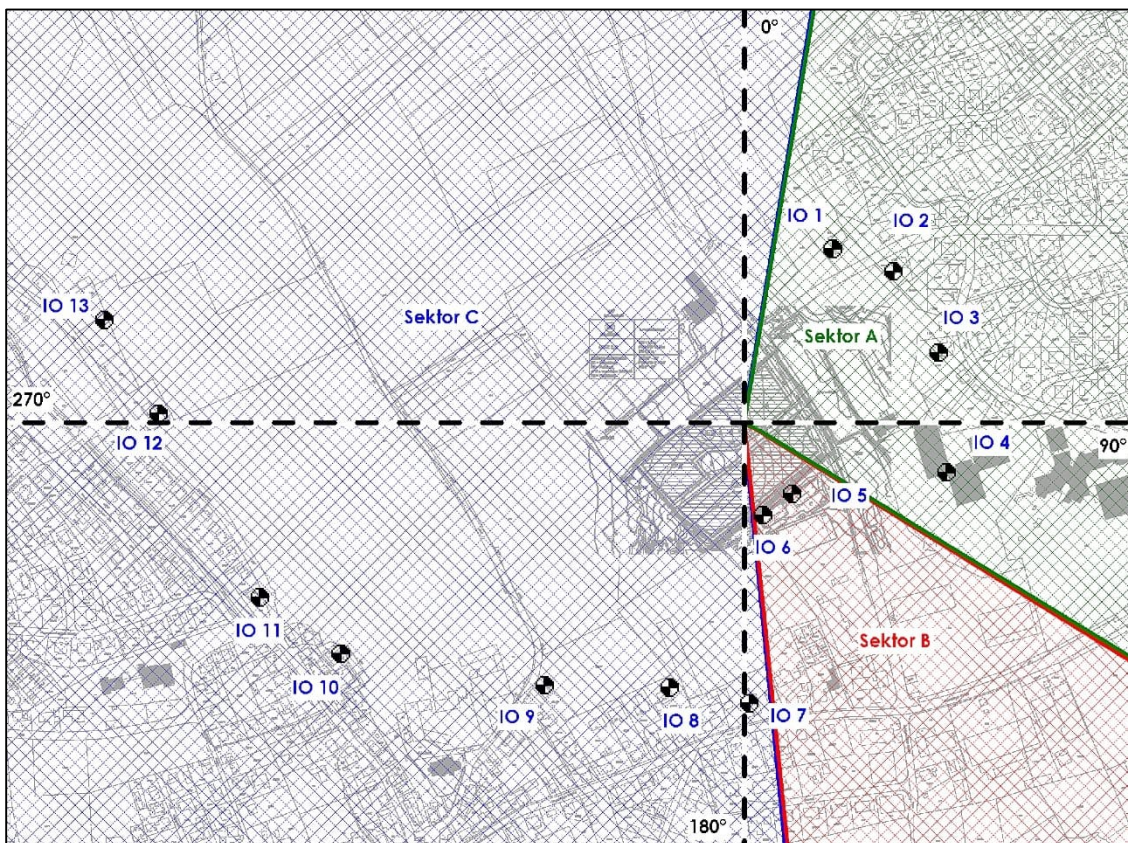 0°
IO 1
IO 2
IO 13
Sektor C
Sektor A
IO 3
270°
IO 12
IO 4
90°
IO 5
IO 6
IO 11
Sektor B
IO 10
IO 9
IO 8
IO 7
180°